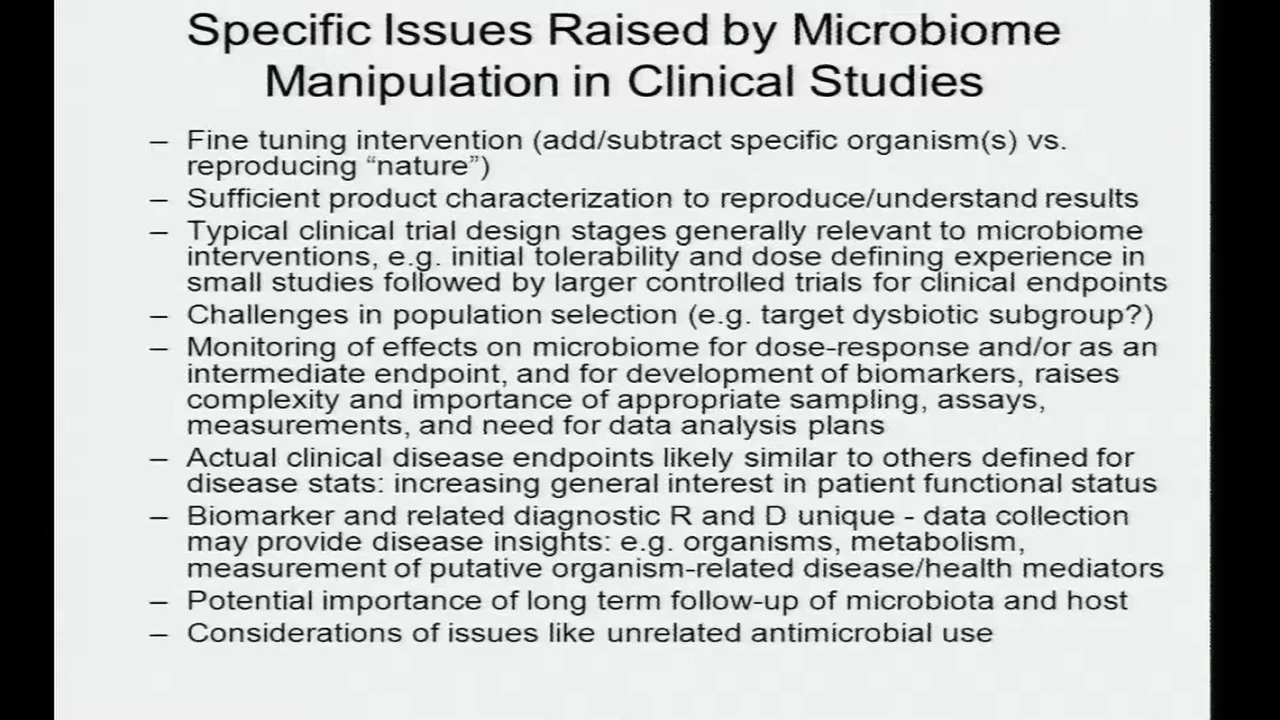 Specific Issues Raised by Microbiome
Manipulation in Clinical Studies
– Fine tuning intervention (add/subtract specific organism(s) vs.
reproducing “nature”)
– Sufficient product characterization to reproduce/understand results
– Typical clinical trial design stages generally relevant to microbiome
interventions, e.g. initial tolerability and dose defining experience in
small studies followed by larger controlled trials for clinical endpoints
– Challenges in population selection (e.g. target dysbiotic subgroup?)
– Monitoring of effects on microbiome for dose-response and/or as an
intermediate endpoint, and for development of biomarkers, raises
complexity and importance of appropriate sampling, assays,
measurements, and need for data analysis plans
– Actual clinical disease endpoints likely similar to others defined for
disease stats: increasing general interest in patient functional status
– Biomarker and related diagnostic R and D unique - data collection
may provide disease insights: e.g. organisms, metabolism,
measurement of putative organism-related disease/health mediators
– Potential importance of long term follow-up of microbiota and host
– Considerations of issues like unrelated antimicrobial use